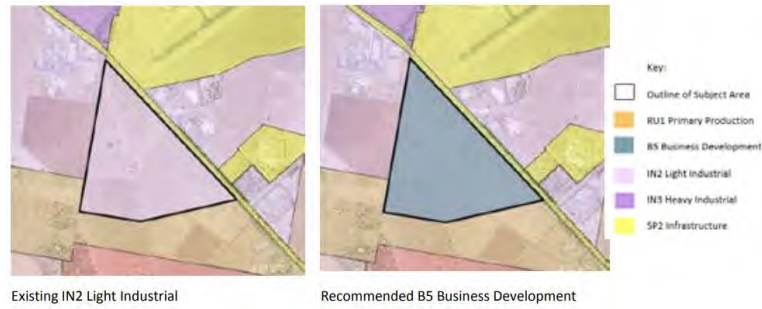 Key:
Outline of Subject Area
RU1 Primary Production
B5 Business Development
IN2 Light Industrial
IN3 Heavy Industrial
SP2 Infrastructure
Existing IN2 Light Industrial
Recommended B5 Business Development